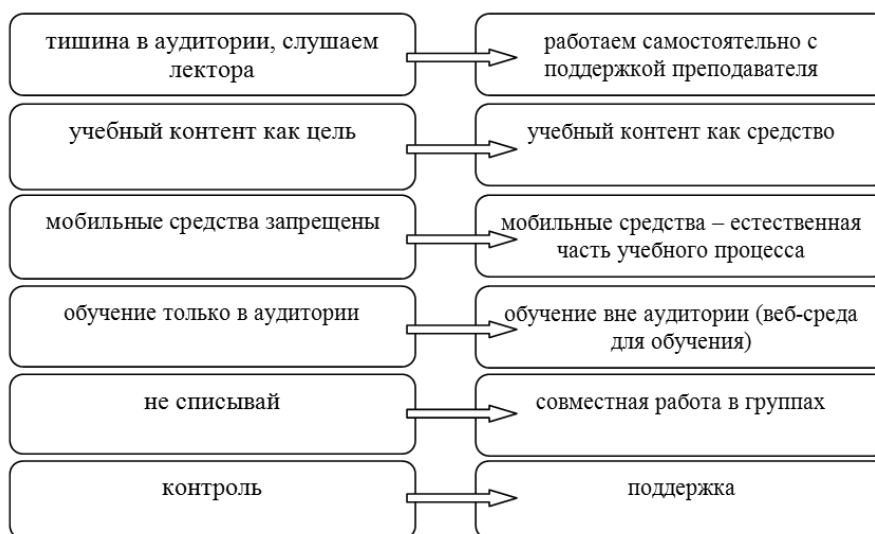 тишина в аудитории, слушаем
лектора
работаем самостоятельно с
поддержкой преподавателя
учебный контент как цель
учебный контент как средство
мобильные средства запрещены
мобильные средства – естественная
часть учебного процесса
обучение только в аудитории
обучение вне аудитории (веб-среда
для обучения)
не списывай
совместная работа в группах
контроль
поддержка